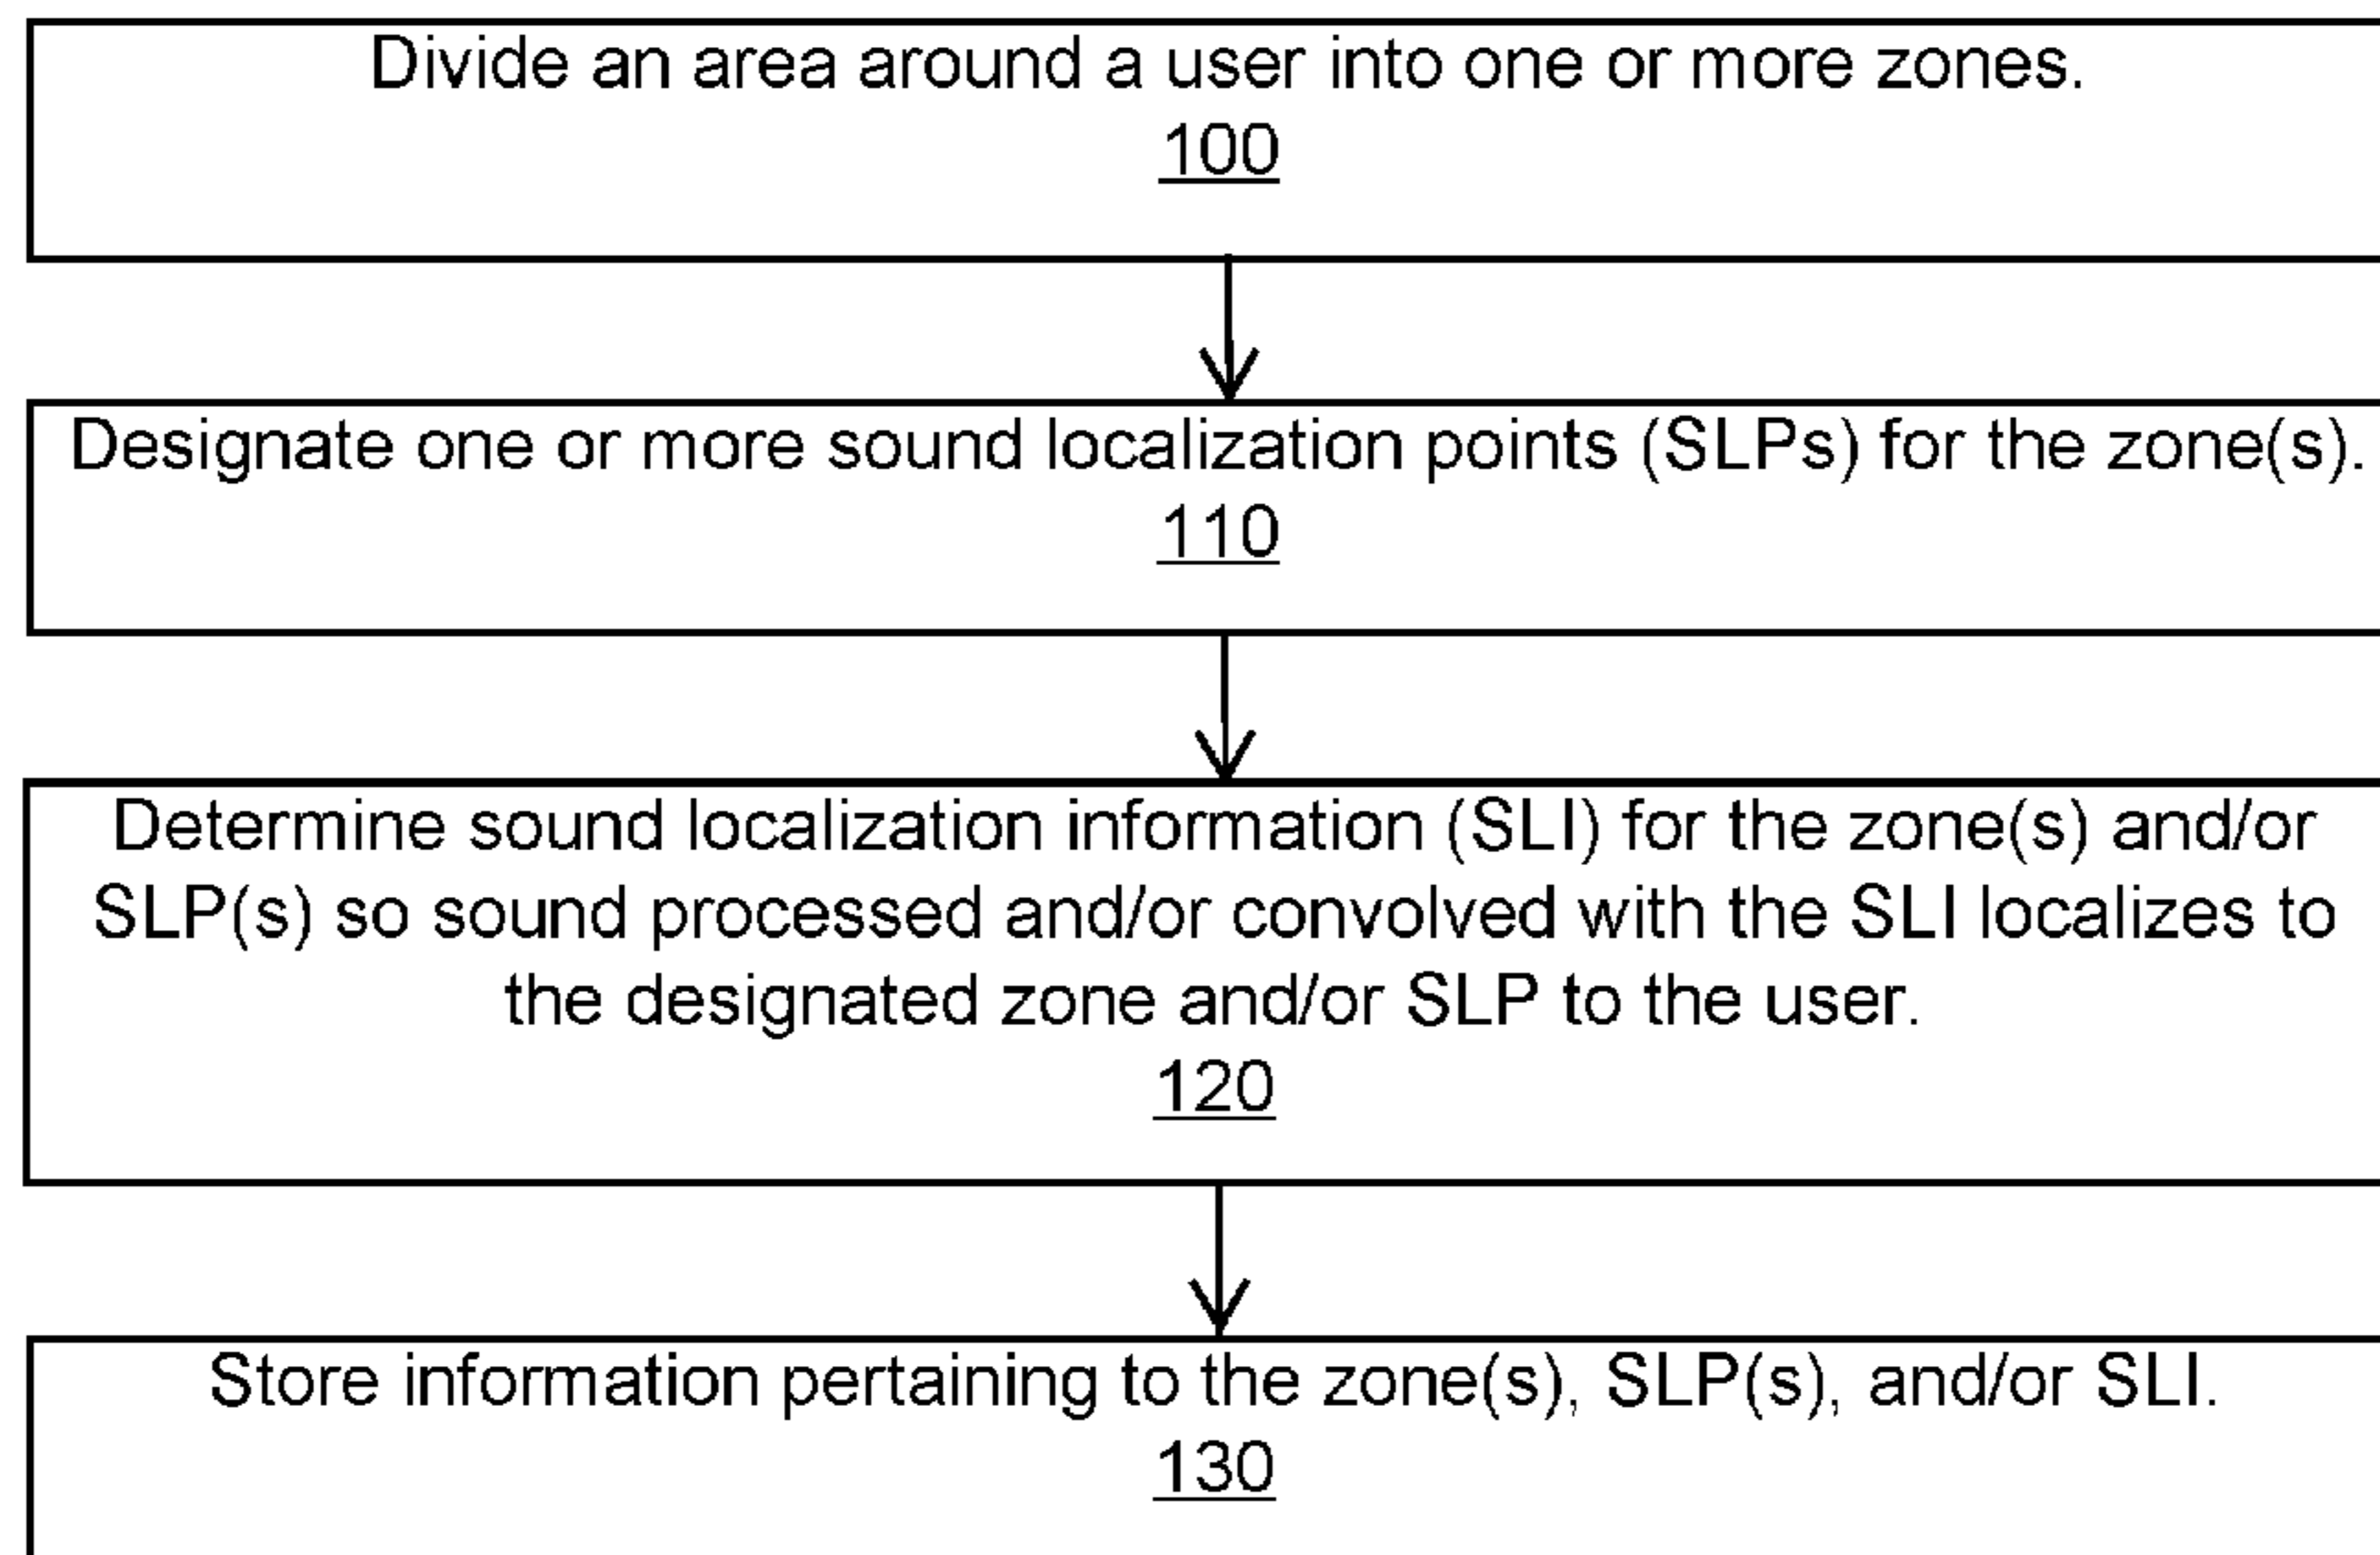 Divide an area around a user into one or more zones.
100
Designate one or more sound localization points (SLPs) for the zone(s).
110
Determine sound localization information (SLI) for the zone(s) and/or
SLP(s) so sound processed and/or convolved with the SLI localizes to
the designated zone and/or SLP to the user.
120
Store information pertaining to the zone(s), SLP(s), and/or SLI.
130